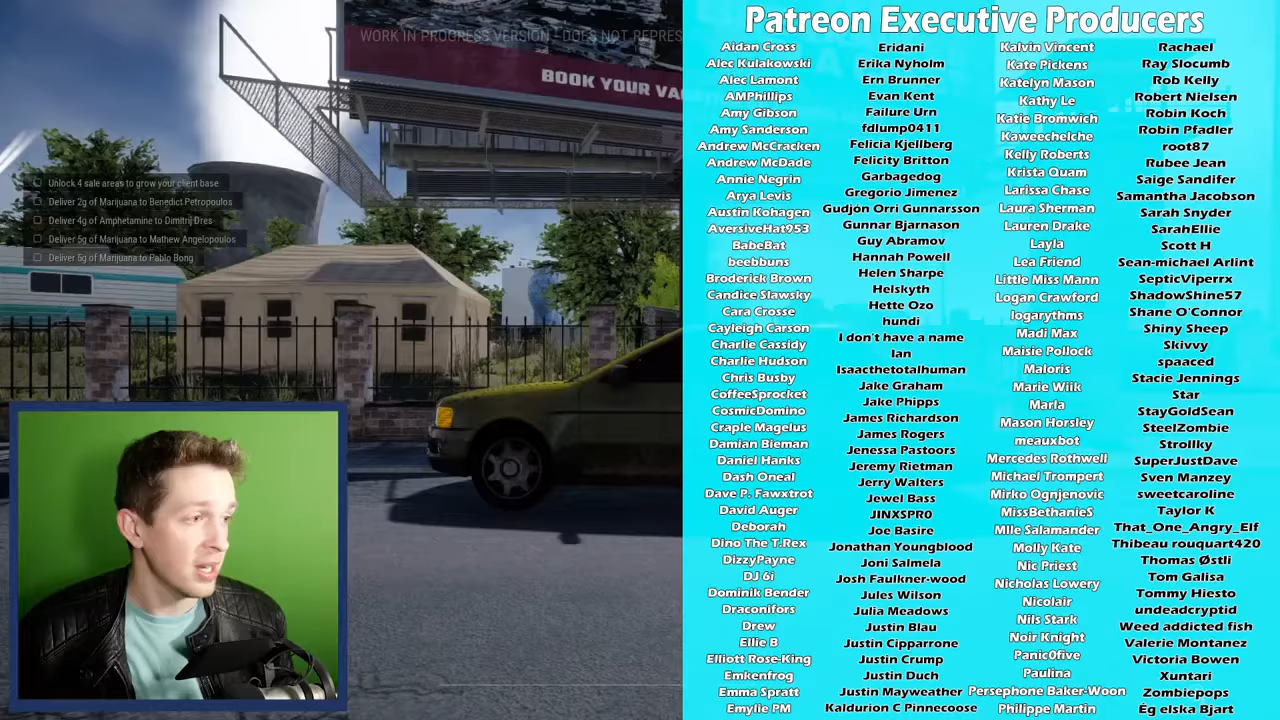 WORK IN PROGRESS VERSION - DOES NOT REPRES
BOOK YOUR VA
Unlock 4 sale areas to grow your client base
Deliver 2g of Marijuana to Benedict Petropoulos
Deliver 4g of Amphetamine to Dimitrij Dres
Deliver 5g of Marijuana to Mathew Angelopoulos
Deliver 5g of Marijuana to Pablo Bong
Patreon Executive Producers
Aidan Cross
Alec Kulakowski
Alec Lamont
AMPhillips
Amy Gibson
Amy Sanderson
Andrew McCracken
Andrew McDade
Annie Negrin
Arya Levis
Austin Kohagen
AversiveHat953
BabeBat
beebbuns
Broderick Brown
Candice Slawsky
Cara Crosse
Cayleigh Carson
Charlie Cassidy
Charlie Hudson
Chris Busby
CoffeeSprocket
CosmicDomino
Craple Magelus
Damian Bieman
Daniel Hanks
Dash Oneal
Dave P. Fawxtrot
David Auger
Deborah
Dino The T.Rex
DizzyPayne
DJ 6i
Dominik Bender
Draconifors
Drew
Ellie B
Elliott Rose-King
Emkenfrog
Emma Spratt
Emylie PM
Eridani
Erika Nyholm
Ern Brunner
Evan Kent
Failure Urn
fdlump0411
Felicia Kjellberg
Felicity Britton
Garbagedog
Gregorio Jimenez
Gudjón Orri Gunnarsson
Gunnar Bjarnason
Guy Abramov
Hannah Powell
Helen Sharpe
Helskyth
Hette Ozo
hundi
I don't have a name
Ian
Isaacthetotalhuman
Jake Graham
Jake Phipps
James Richardson
James Rogers
Jenessa Pastoors
Jeremy Rietman
Jerry Walters
Jewel Bass
JINXSPR0
Joe Basire
Jonathan Youngblood
Joni Salmela
Josh Faulkner-wood
Jules Wilson
Julia Meadows
Justin Blau
Justin Cipparrone
Justin Crump
Justin Duch
Justin Mayweather
Kaldurion C Pinnecoose
Kalvin Vincent
Kate Pickens
Katelyn Mason
Kathy Le
Katie Bromwich
Kaweechelche
Kelly Roberts
Krista Quam
Larissa Chase
Laura Sherman
Lauren Drake
Layla
Lea Friend
Little Miss Mann
Logan Crawford
logarythms
Madi Max
Maisie Pollock
Maloris
Marie Wiik
Marla
Mason Horsley
meauxbot
Mercedes Rothwell
Michael Trompert
Mirko Ognjenovic
MissBethanieS
Mlle Salamander
Molly Kate
Nic Priest
Nicholas Lowery
Nicolair
Nils Stark
Noir Knight
Panic0five
Paulina
Persephone Baker-Woon
Philippe Martin
Rachael
Ray Slocumb
Rob Kelly
Robert Nielsen
Robin Koch
Robin Pfadler
root87
Rubee Jean
Saige Sandifer
Samantha Jacobson
Sarah Snyder
SarahEllie
Scott H
Sean-michael Arlint
SepticViperrx
ShadowShine57
Shane O'Connor
Shiny Sheep
Skivvy
spaaced
Stacie Jennings
Star
StayGoldSean
SteelZombie
Strollky
SuperJustDave
Sven Manzey
sweetcaroline
Taylor K
That_One_Angry_Elf
Thibeau rouquart420
Thomas Østli
Tom Galisa
Tommy Hiesto
undeadcryptid
Weed addicted fish
Valerie Montanez
Victoria Bowen
Xuntari
Zombiepops
Ég elska Bjart